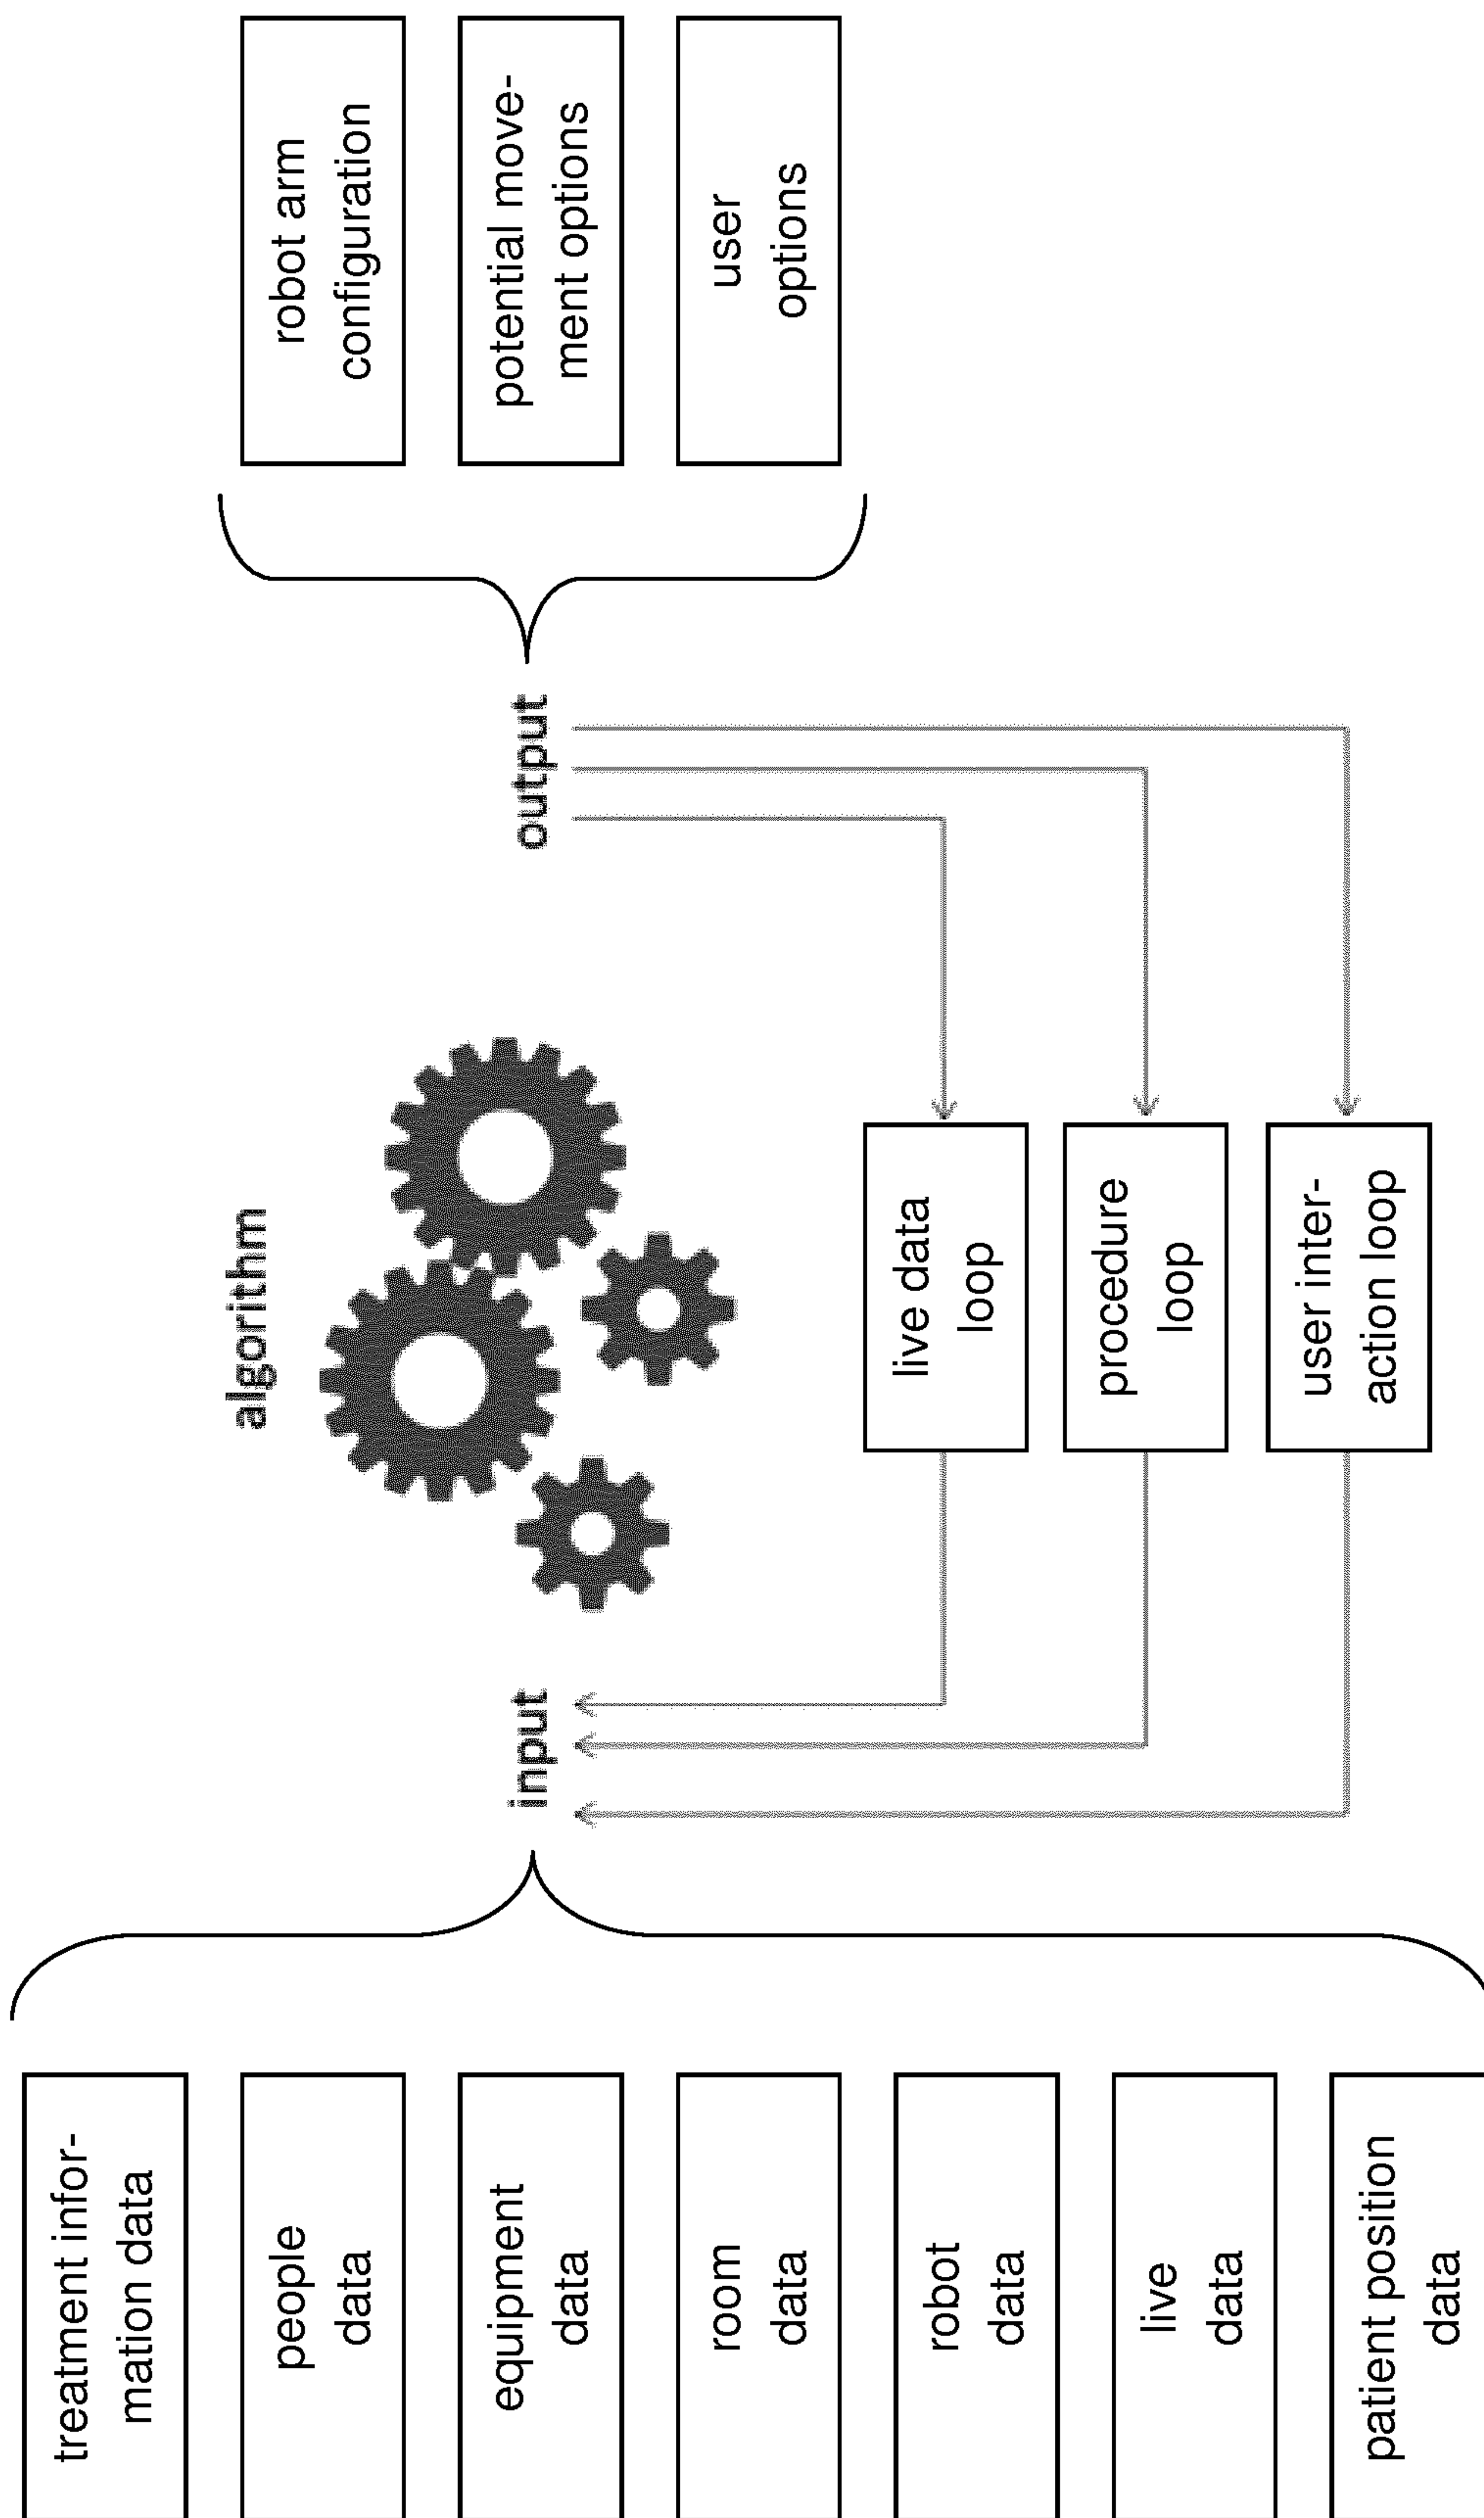 treatment infor-
mation data
people
data
equipment
data
room
data
robot
data
live
data
patient position
data
input
algorithm
live data
loop
procedure
loop
user inter-
action loop
output
robot arm
configuration
potential move-
ment options
user
options